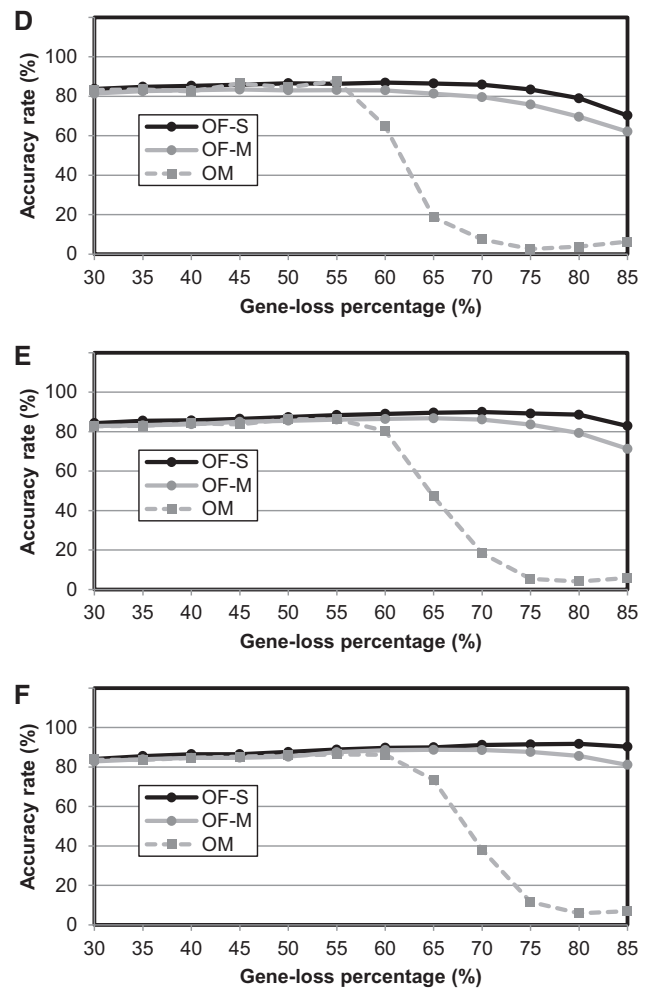 D
Accuracy rate (%)
100
80
60
40
20
0
OF-S
OF-M
OM
30 35 40 45 50 55 60 65 70 75 80 85
Gene-loss percentage (%)
E
Accuracy rate (%)
100
80
60
40
20
0
OF-S
OF-M
OM
30 35 40 45 50 55 60 65 70 75 80 85
Gene-loss percentage (%)
F
Accuracy rate (%)
100
80
60
40
20
0
OF-S
OF-M
OM
30 35 40 45 50 55 60 65 70 75 80 85
Gene-loss percentage (%)